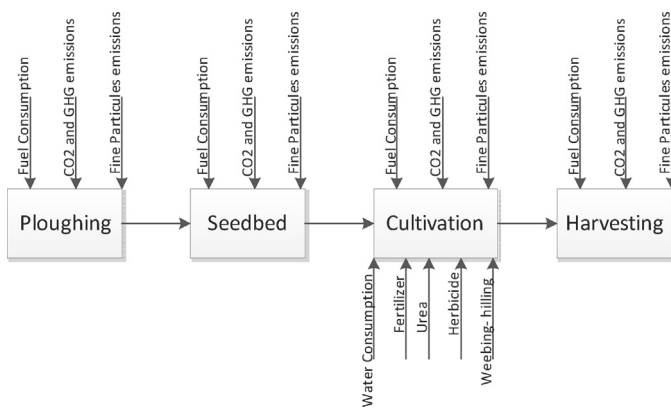 Fuel Consumption
CO2 and GHG emissions
Fine Particules emissions
Fuel Consumption
CO2 and GHG emissions
Fine Particules emissions
Fuel Consumption
CO2 and GHG emissions
Fine Particules emissions
Fuel Consumption
CO2 and GHG emissions
Fine Particules emissions
Ploughing
Seedbed
Cultivation
Harvesting
Water Consumption
Fertilizer
Urea
Herbicide
Weebing- hilling